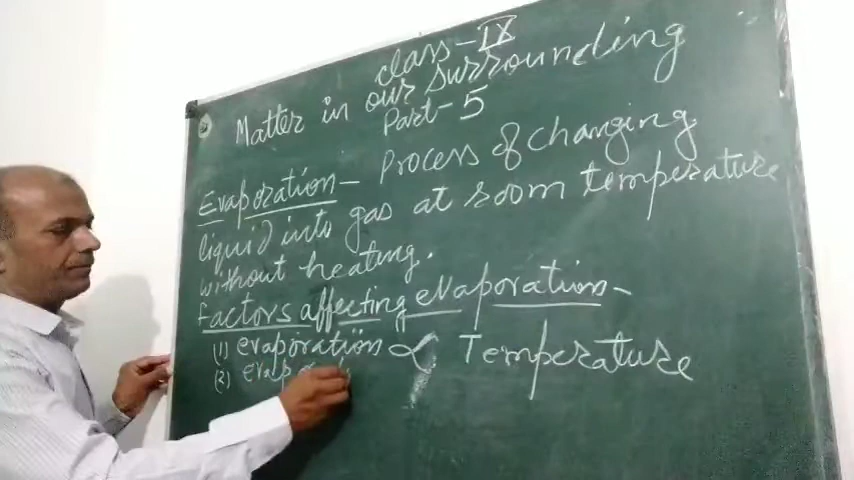 class-IX
Matter in our surrounding
Part-5
Evaporation- Process of changing
liquid into gas at room temperature
without heating.
factors affecting evaporation-
(1) evaporation ∝ Temperature
(2)